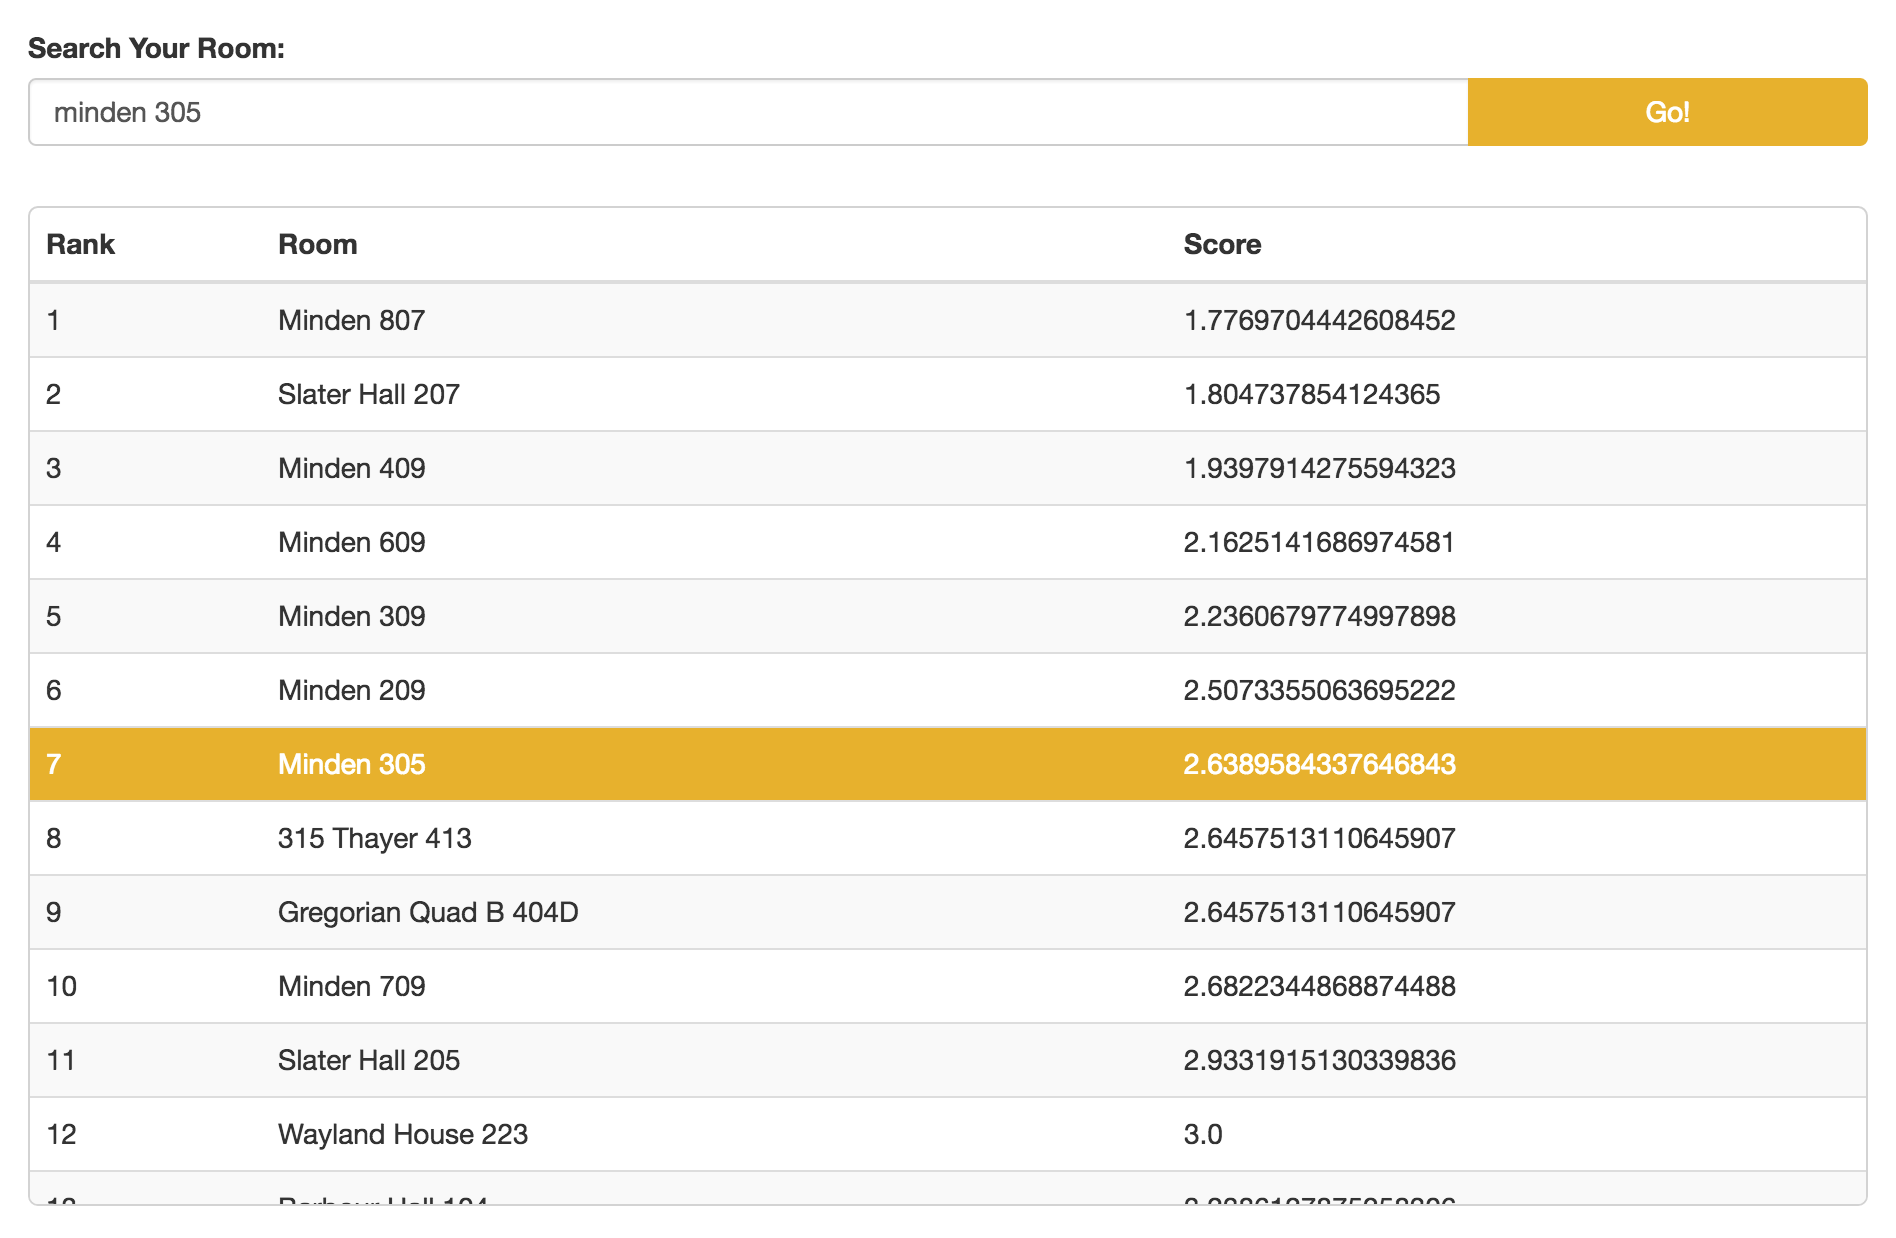 Search Your Room:
minden 305 Go!
Rank Room Score
1 Minden 807 1.7769704442608452
2 Slater Hall 207 1.804737854124365
3 Minden 409 1.9397914275594323
4 Minden 609 2.1625141686974581
5 Minden 309 2.2360679774997898
6 Minden 209 2.5073355063695222
7 Minden 305 2.6389584337646843
8 315 Thayer 413 2.6457513110645907
9 Gregorian Quad B 404D 2.6457513110645907
10 Minden 709 2.6822344868874488
11 Slater Hall 205 2.9331915130339836
12 Wayland House 223 3.0